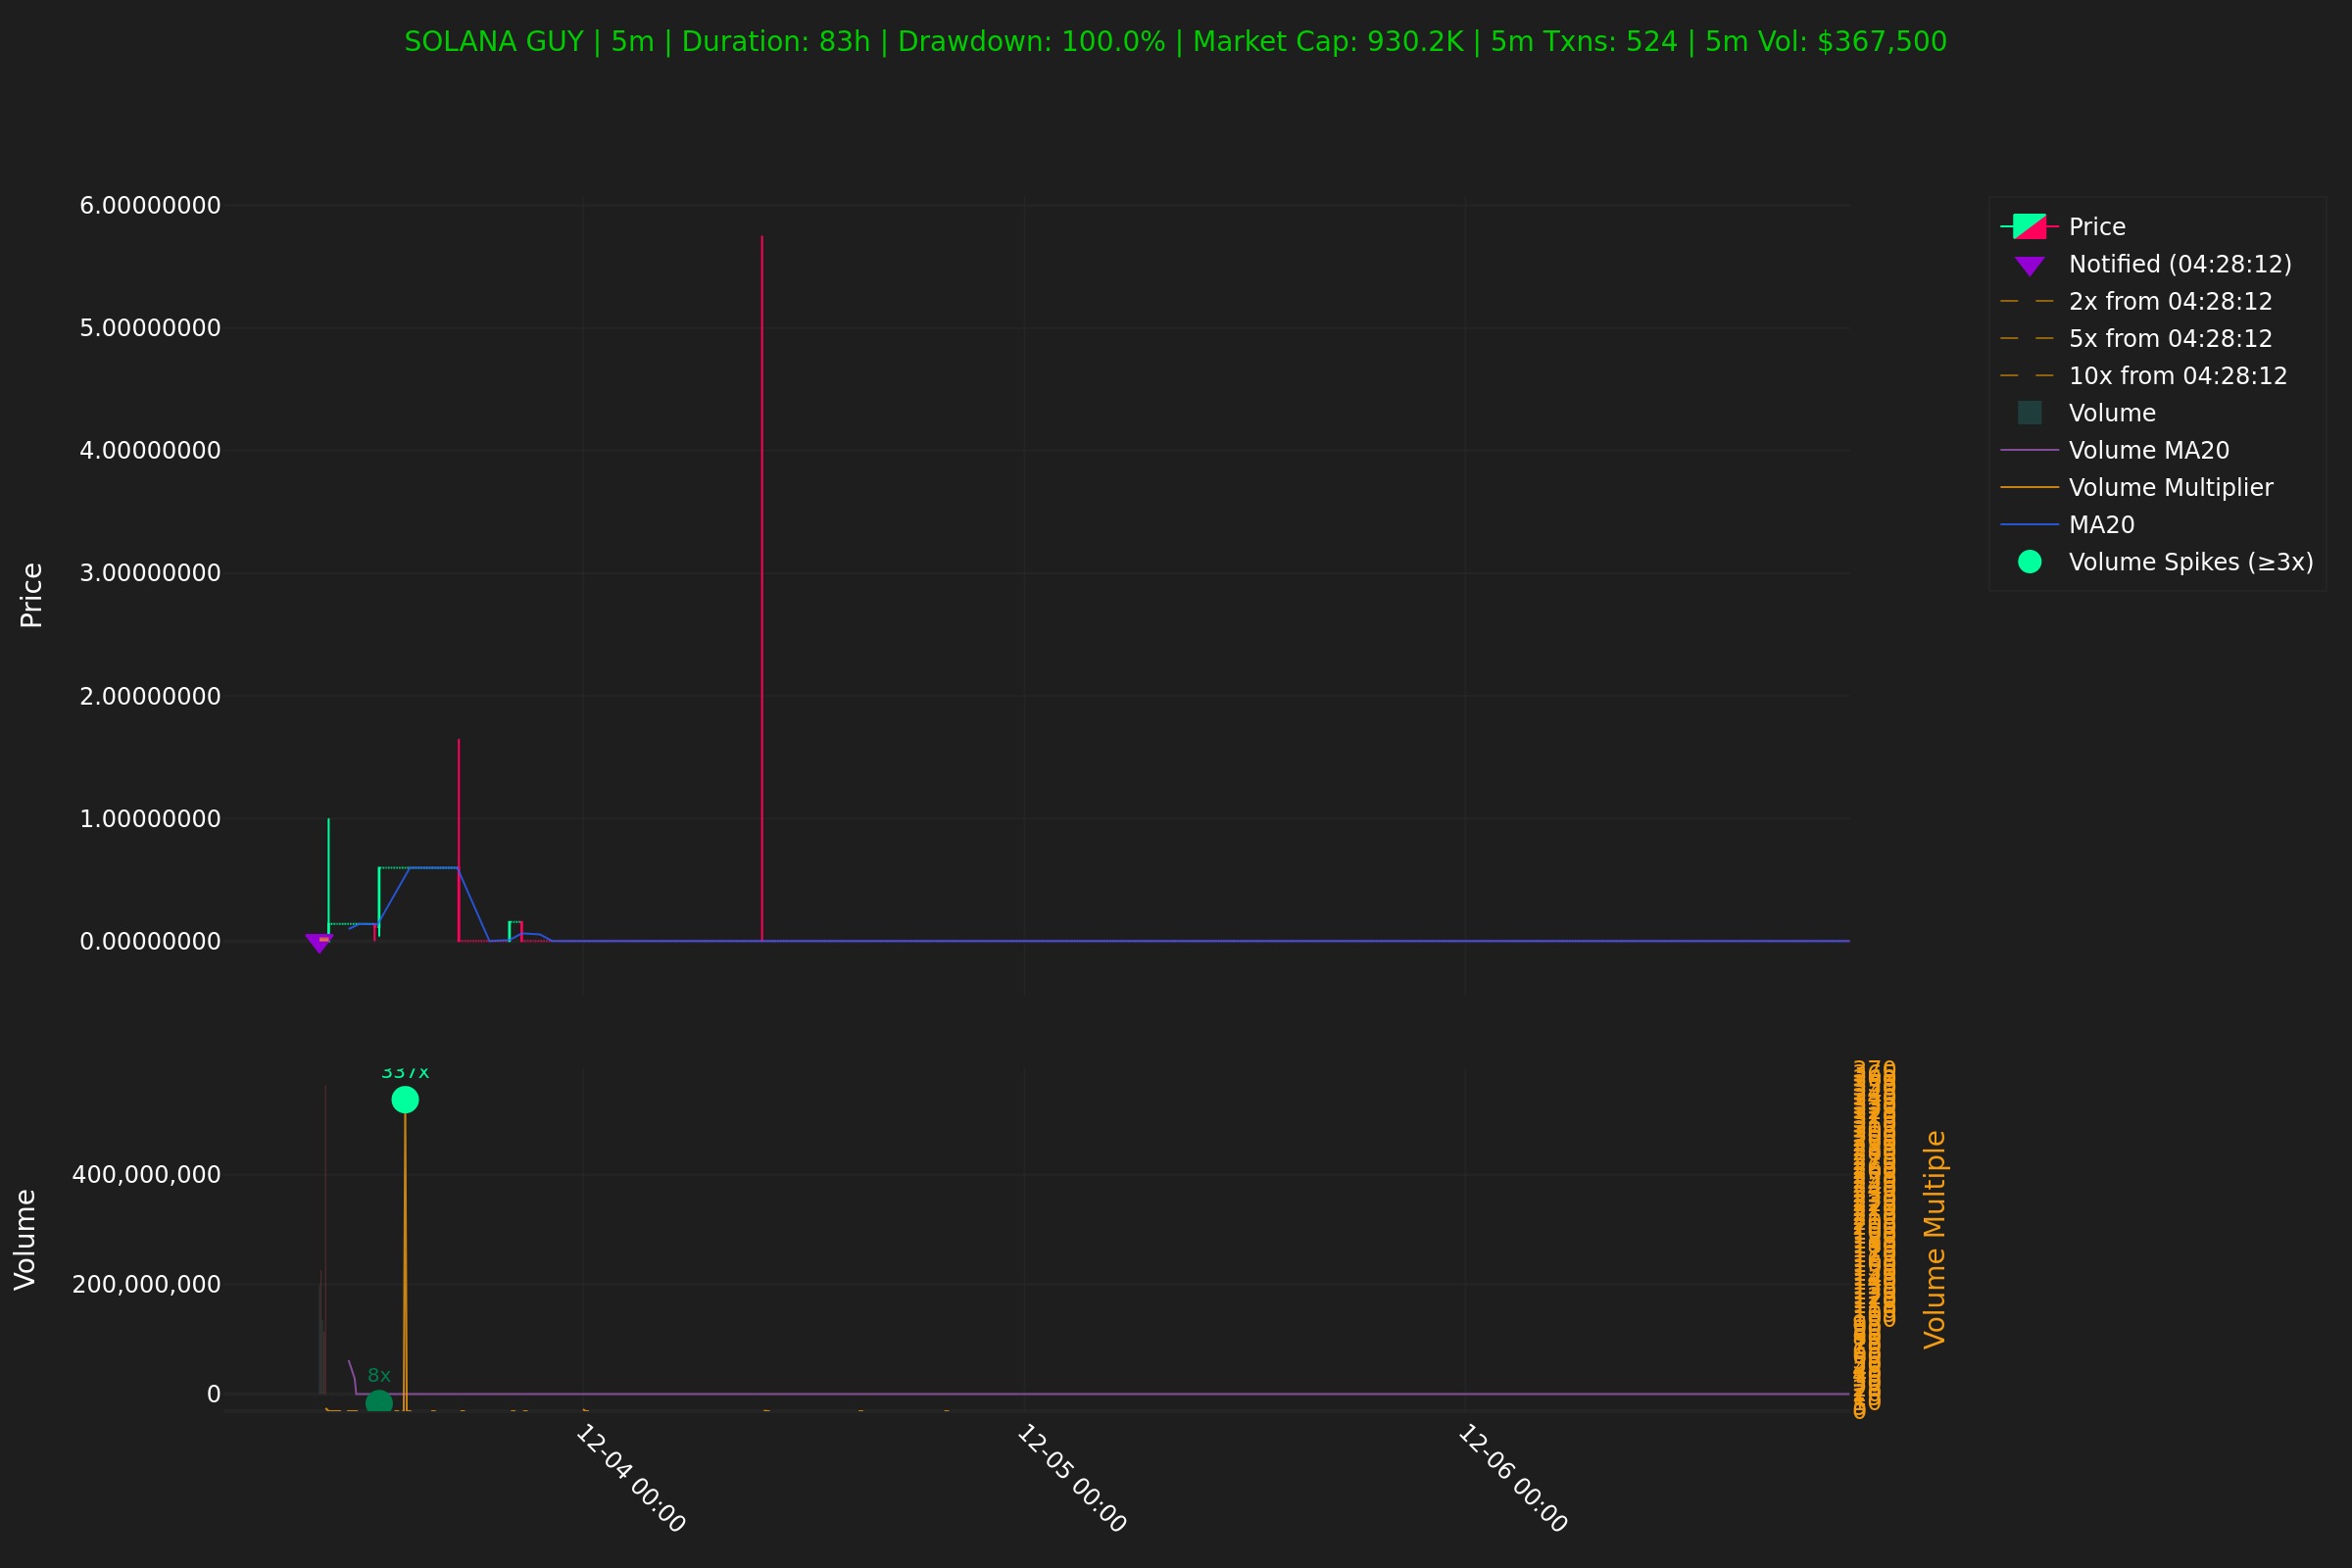 SOLANA GUY | 5m | Duration: 83h | Drawdown: 100.0% | Market Cap: 930.2K | 5m Txns: 524 | 5m Vol: $367,500
6.00000000
5.00000000
4.00000000
3.00000000
2.00000000
1.00000000
0.00000000
Price
Price
Notified (04:28:12)
2x from 04:28:12
5x from 04:28:12
10x from 04:28:12
Volume
Volume MA20
Volume Multiplier
MA20
Volume Spikes (≥3x)
337x
8x
400,000,000
200,000,000
0
Volume
Volume Multiple
12-04 00:00
12-05 00:00
12-06 00:00